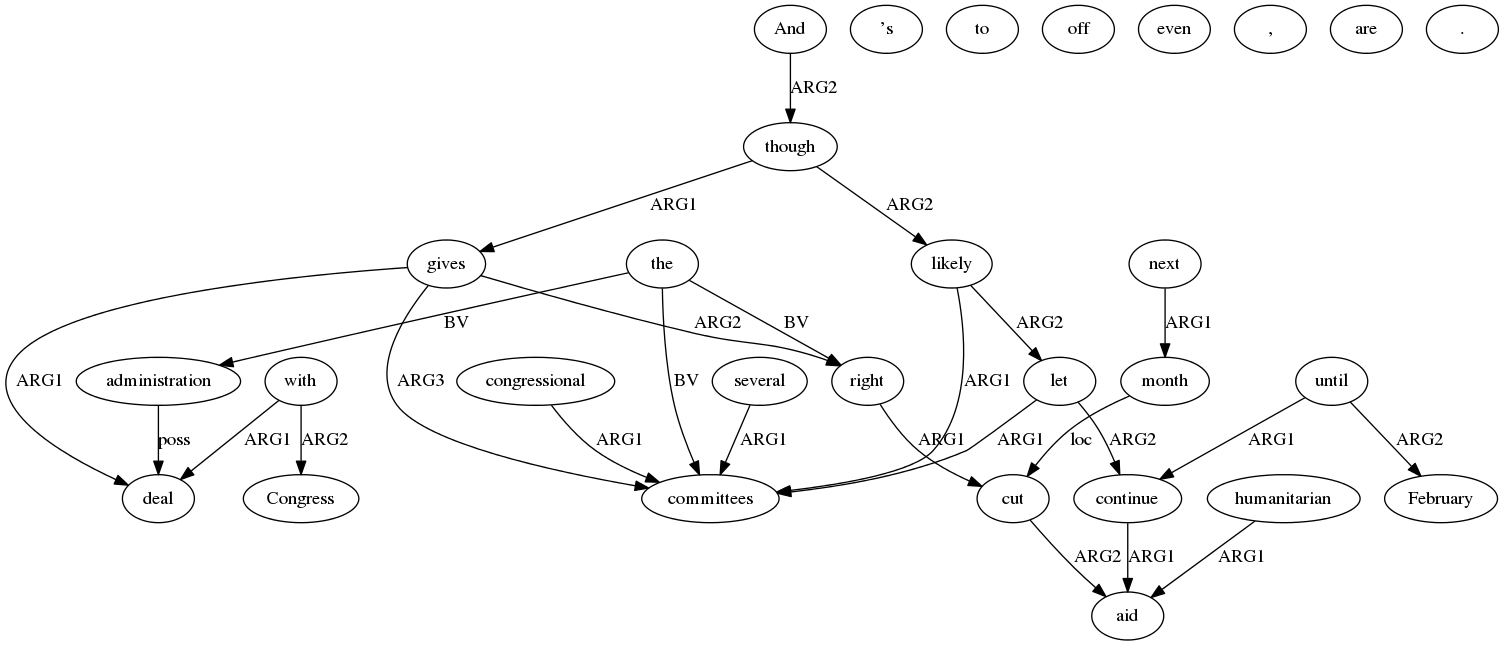 And ’s to off even , are .
ARG2
though
ARG1 ARG2
gives the likely next
BV ARG2 BV ARG2 ARG1
ARG1 administration with ARG3 congressional BV several right ARG1 let month until
poss ARG1 ARG2 ARG1 ARG1 ARG1 ARG1 loc ARG2 ARG1 ARG2
deal Congress committees cut continue humanitarian February
ARG2 ARG1 ARG1
aid